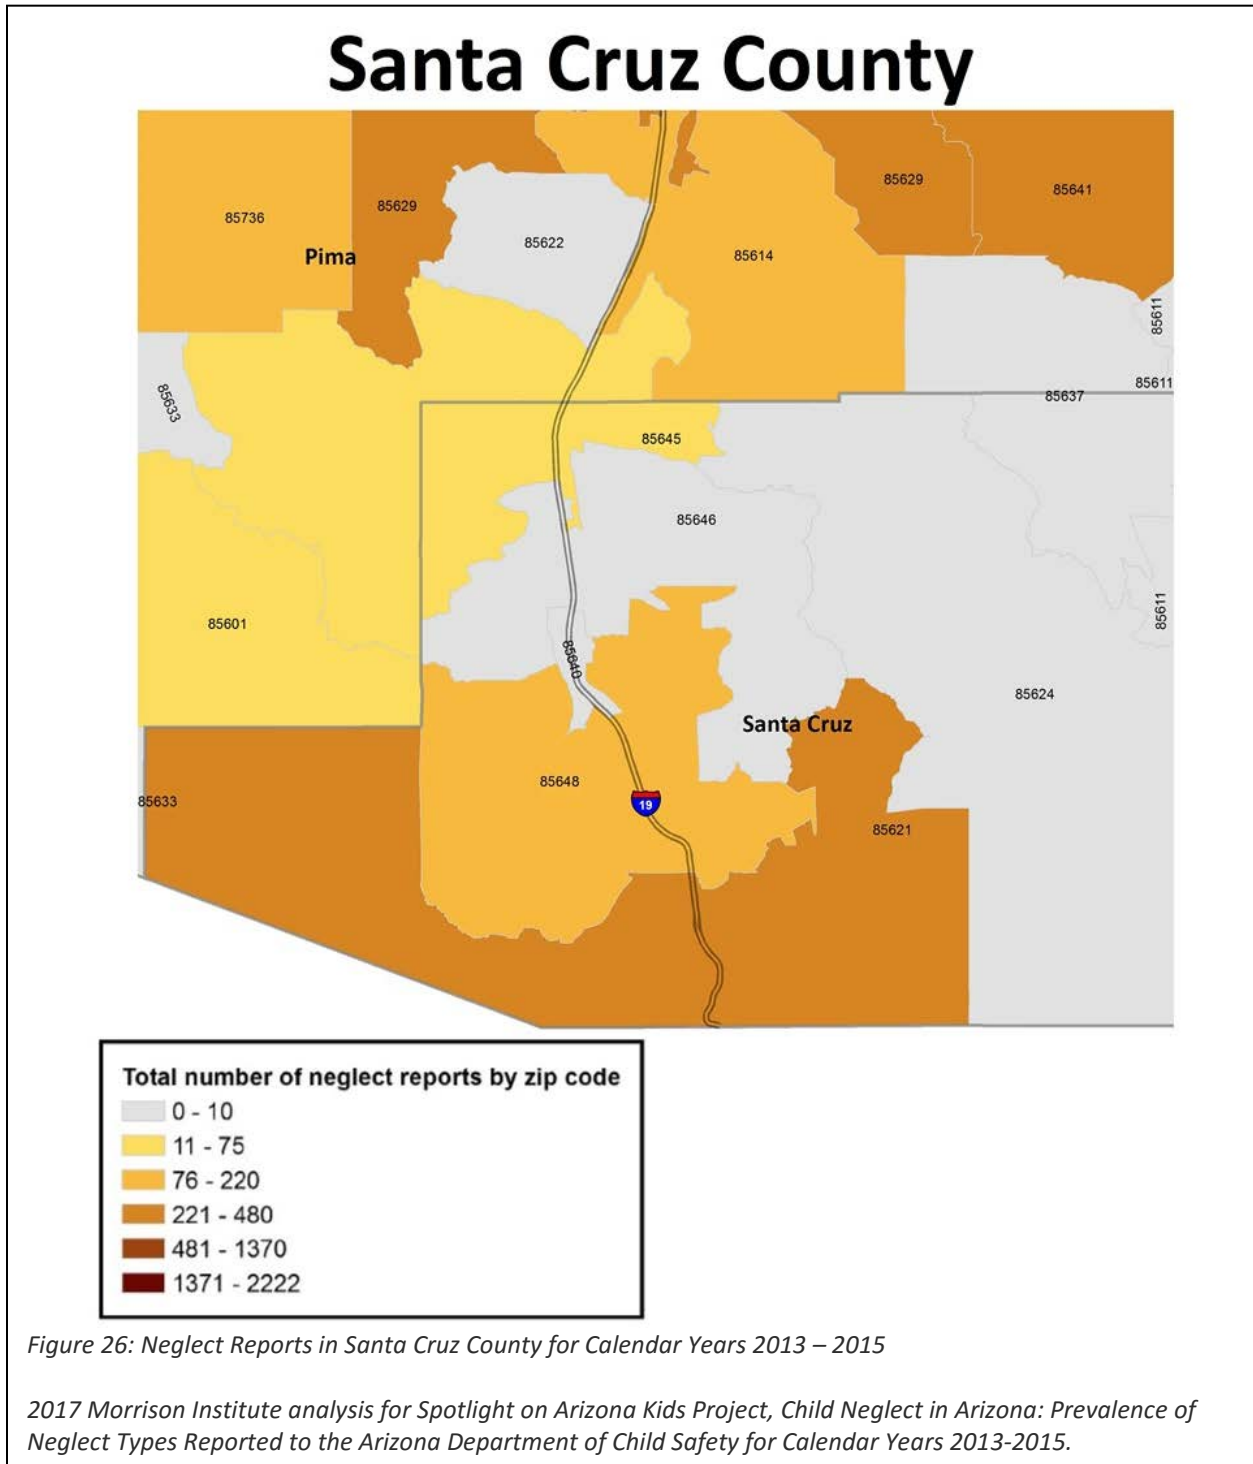 Santa Cruz County
85736
85629
85622
85614
85629
85641
Pima
85611
85611
85637
85633
85645
85646
85601
85611
85640
85624
Santa Cruz
85648
19
85633
85621
Total number of neglect reports by zip code
0 - 10
11 - 75
76 - 220
221 - 480
481 - 1370
1371 - 2222
Figure 26: Neglect Reports in Santa Cruz County for Calendar Years 2013 – 2015
2017 Morrison Institute analysis for Spotlight on Arizona Kids Project, Child Neglect in Arizona: Prevalence of
Neglect Types Reported to the Arizona Department of Child Safety for Calendar Years 2013-2015.